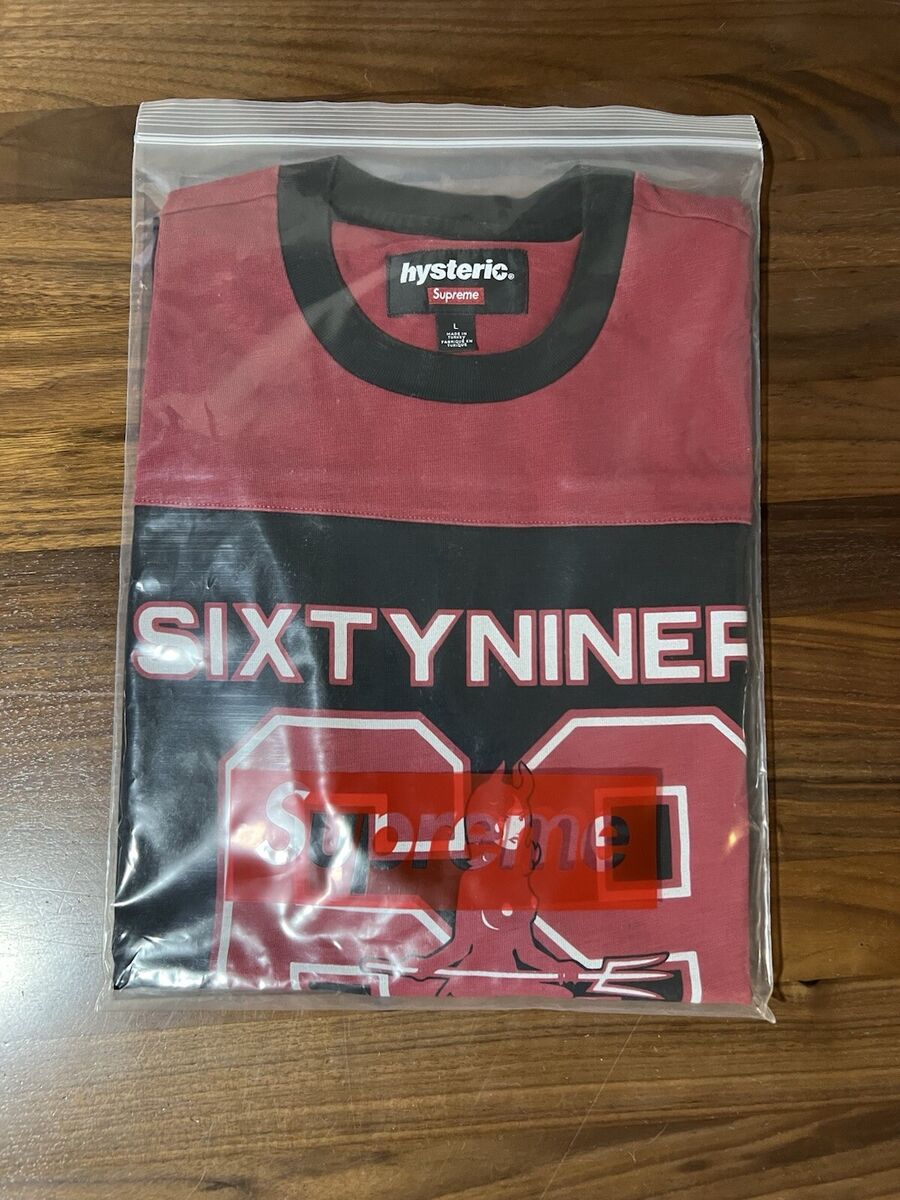 hysteric.
Supreme
L
MADE IN
TURKEY
FABRIQUÉ EN
TURQUIE
SIXTYNINER
Supreme